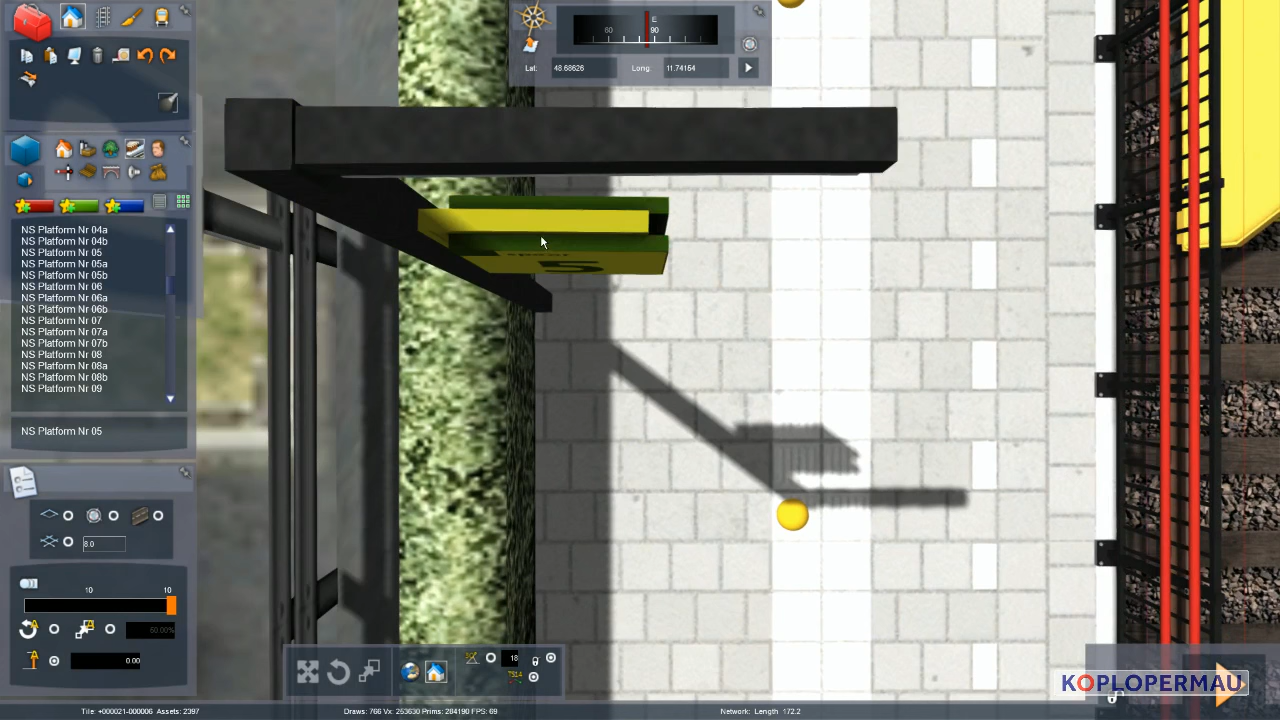 E
60 90
Lat: 48.68626 Long: 11.74154
NS Platform Nr 04a
NS Platform Nr 04b
NS Platform Nr 05
NS Platform Nr 05a
NS Platform Nr 05b
NS Platform Nr 06
NS Platform Nr 06a
NS Platform Nr 06b
NS Platform Nr 07
NS Platform Nr 07a
NS Platform Nr 07b
NS Platform Nr 08
NS Platform Nr 08a
NS Platform Nr 08b
NS Platform Nr 09
NS Platform Nr 05
spoor
5
8.0
10 10
50.00%
0.00
18
KOPLOPERMAU
Tile: +000021-000006 Assets: 2397
Draws: 766 Vx: 253630 Prims: 284190 FPS: 69
Network: Length 172.2